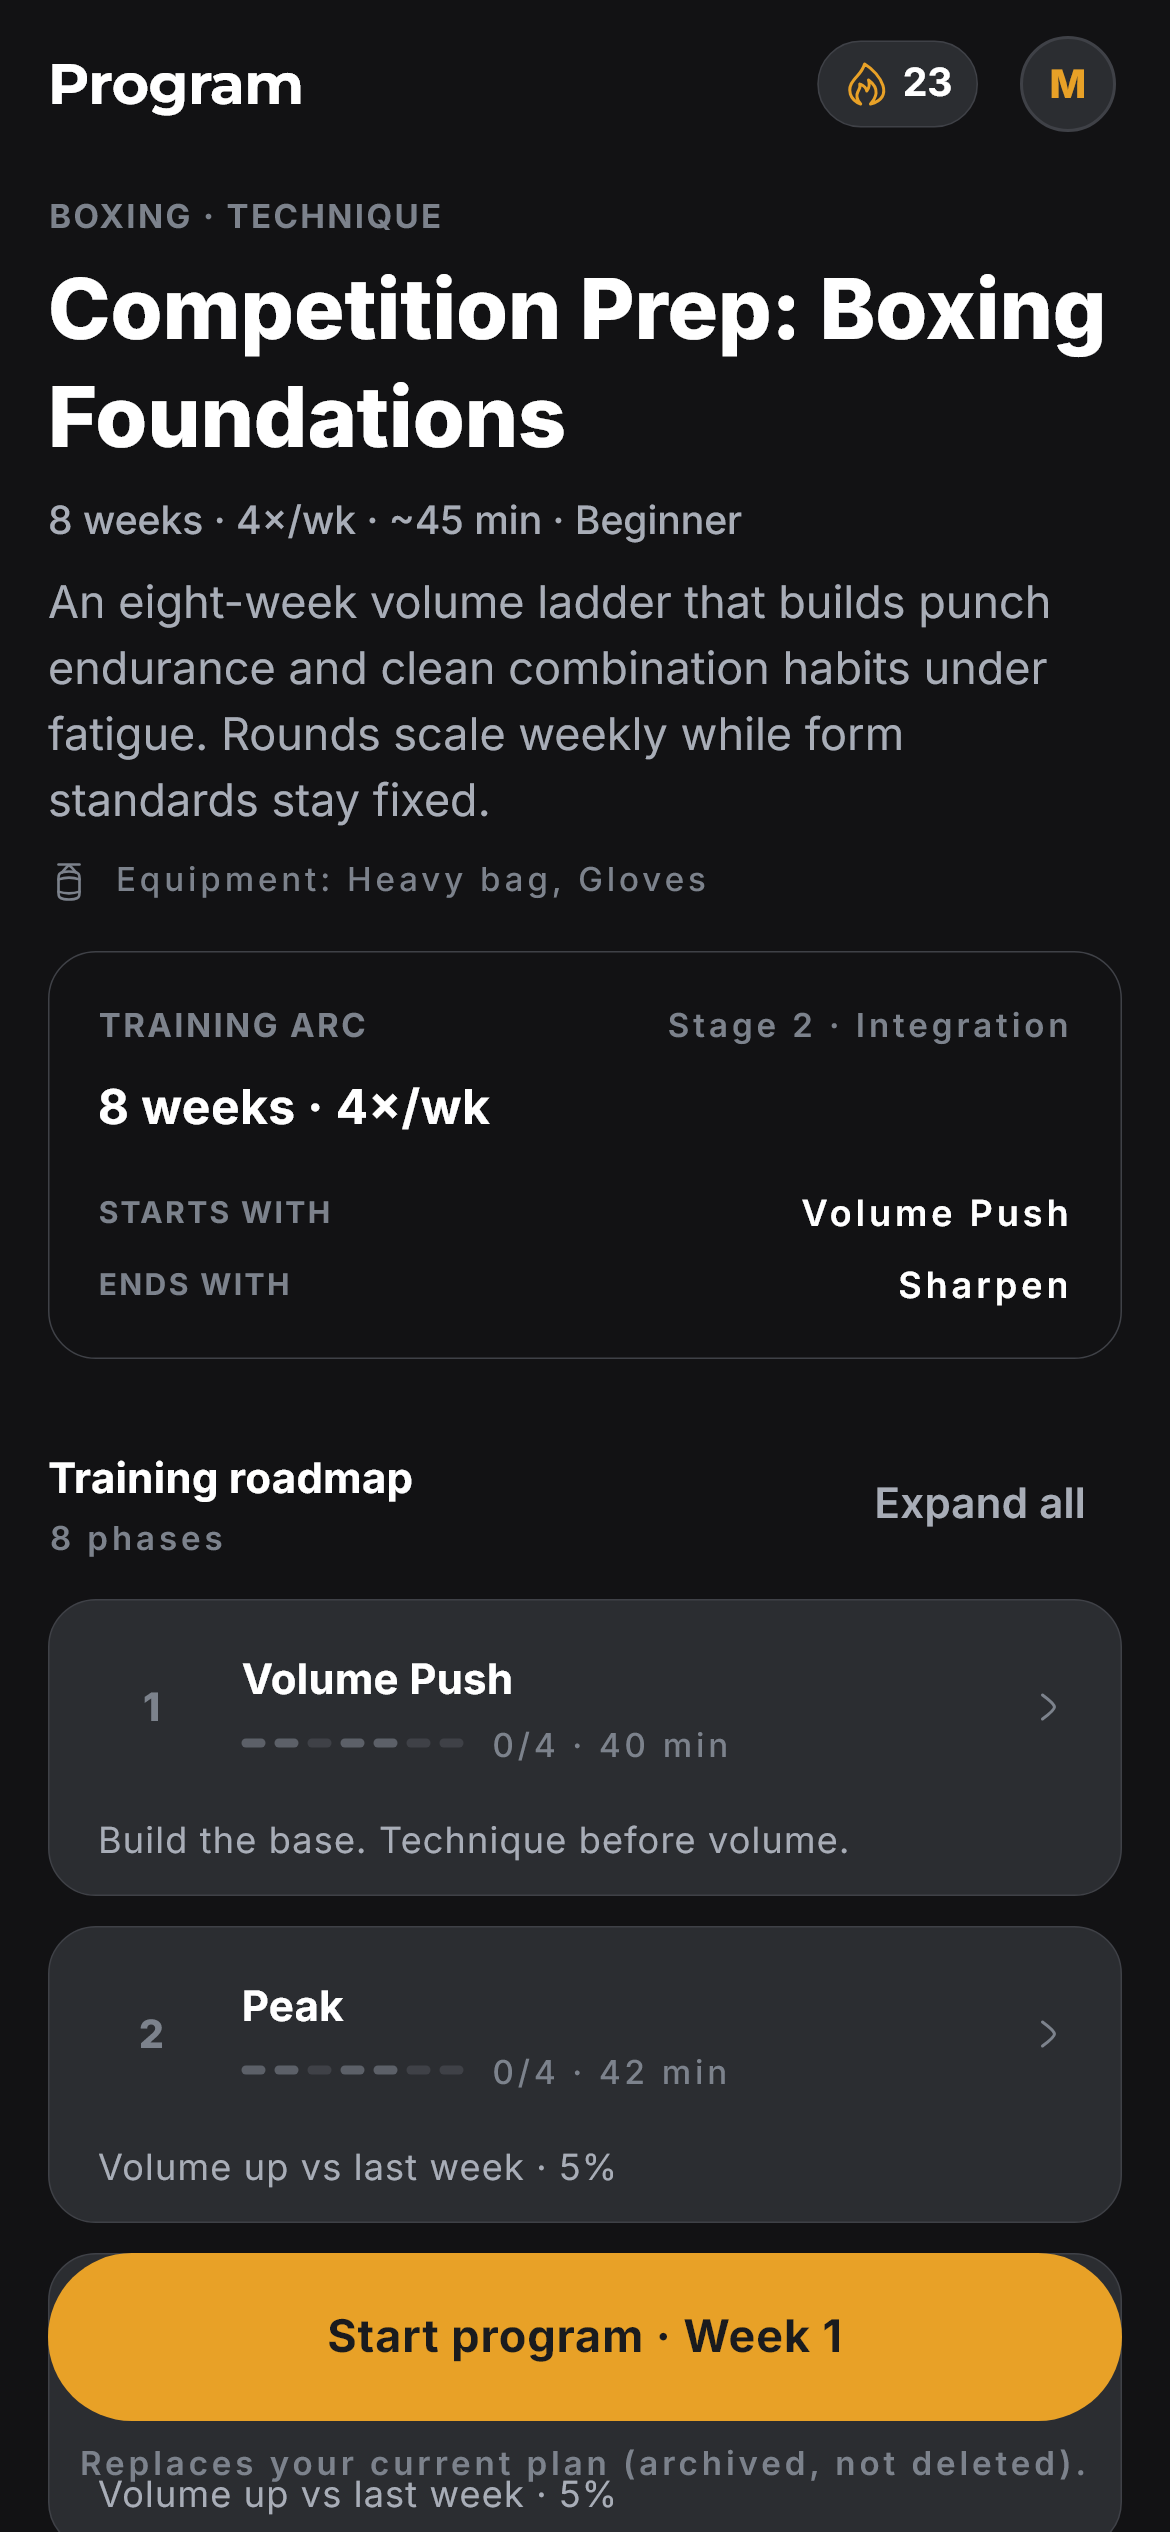 Program
23
M
BOXING · TECHNIQUE
Competition Prep: Boxing
Foundations
8 weeks · 4×/wk · ~45 min · Beginner
An eight-week volume ladder that builds punch
endurance and clean combination habits under
fatigue. Rounds scale weekly while form
standards stay fixed.
Equipment: Heavy bag, Gloves
TRAINING ARC
Stage 2 · Integration
8 weeks · 4×/wk
STARTS WITH
Volume Push
ENDS WITH
Sharpen
Training roadmap
8 phases
Expand all
1
Volume Push
0/4 · 40 min
Build the base. Technique before volume.
2
Peak
0/4 · 42 min
Volume up vs last week · 5%
Start program · Week 1
Replaces your current plan (archived, not deleted).
Volume up vs last week · 5%